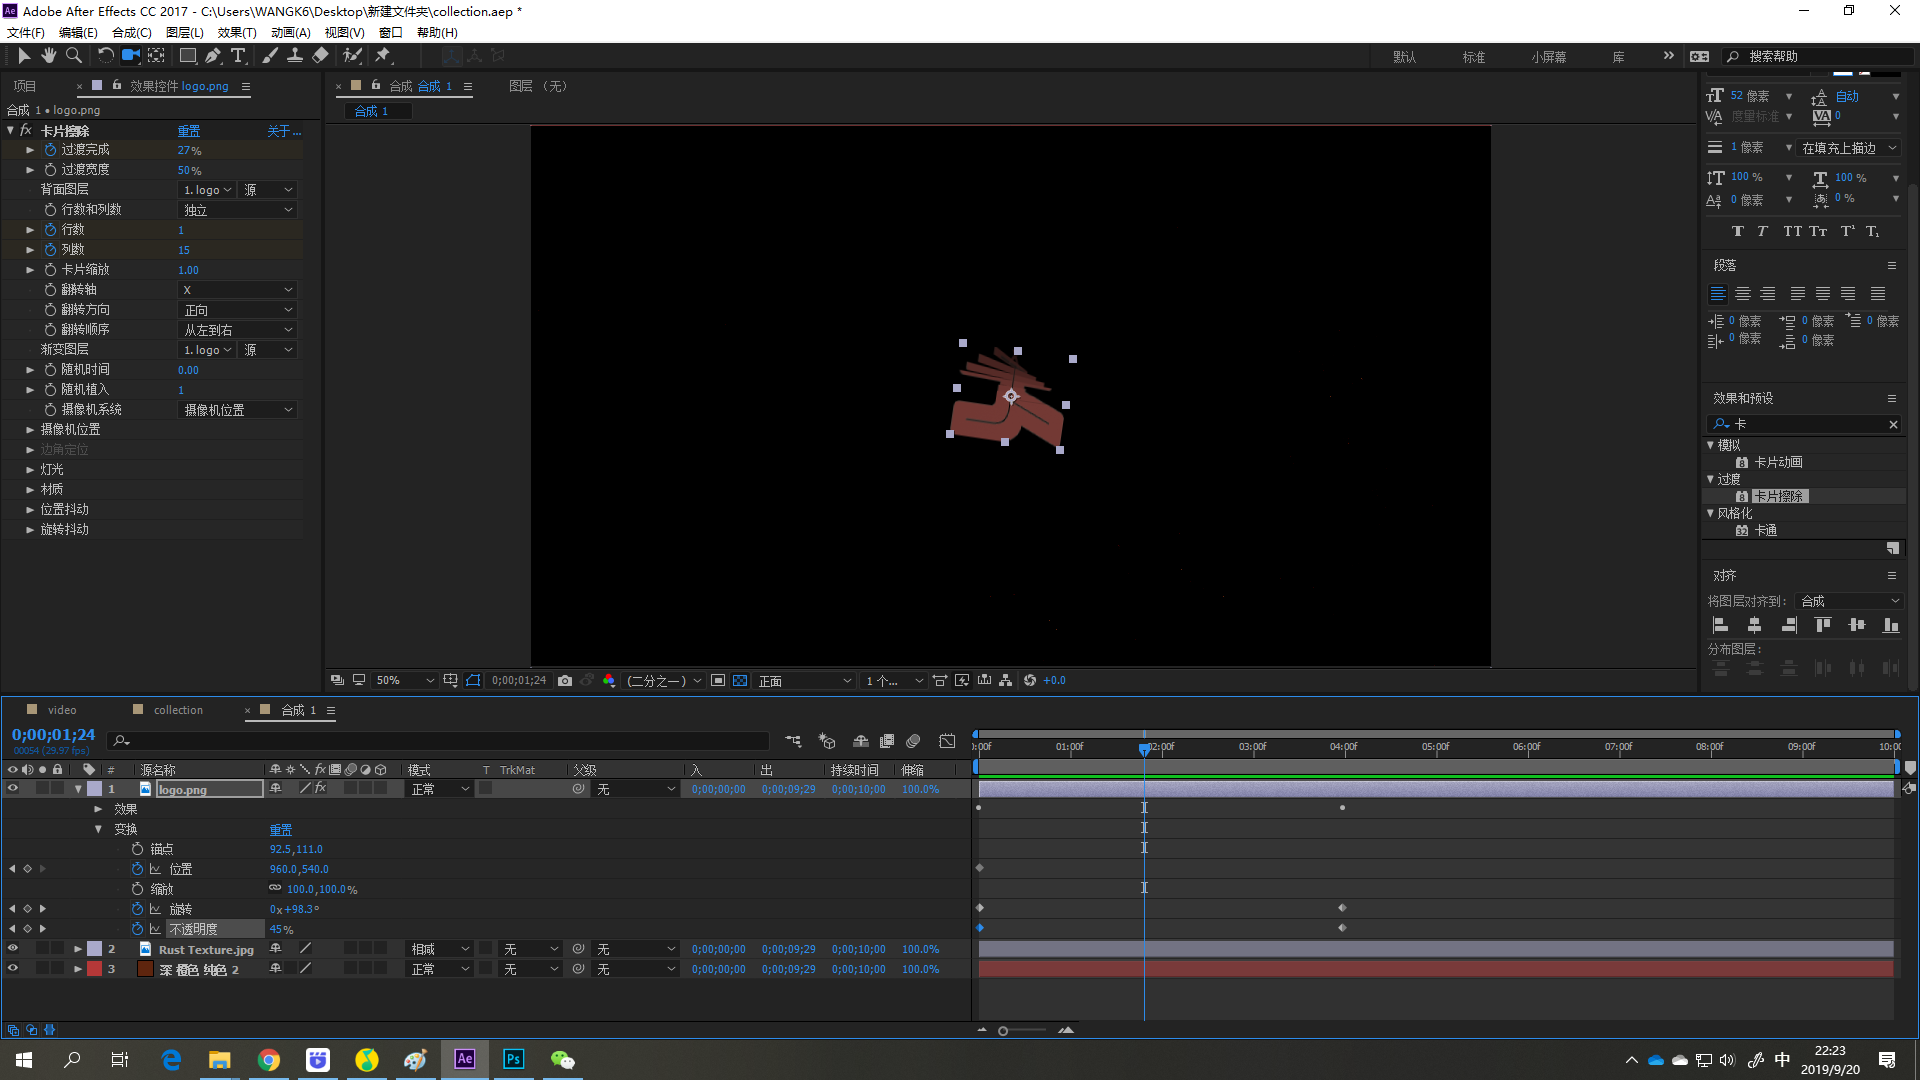 Adobe After Effects CC 2017 - C:\Users\WANGK6\Desktop\新建文件夹\collection.aep *
文件(F) 编辑(E) 合成(C) 图层(L) 效果(T) 动画(A) 视图(V) 窗口 帮助(H)
默认 标准 小屏幕 库 搜索帮助
项目 效果控件 logo.png
合成 1 • logo.png
fx 卡片擦除 重置 关于...
过渡完成 27%
过渡宽度 50%
背面图层 1. logo 源
行数和列数 独立
行数 1
列数 15
卡片缩放 1.00
翻转轴 X
翻转方向 正向
翻转顺序 从左到右
渐变图层 1. logo 源
随机时间 0.00
随机植入 1
摄像机系统 摄像机位置
摄像机位置
边角定位
灯光
材质
位置抖动
旋转抖动
合成 合成 1 图层 (无)
合成 1
50% 0;00;01;24 (二分之一) 正面 1个... +0.0
52 像素 自动
度量标准 0
1 像素 在填充上描边
100 % 100 %
0 像素 0 %
段落
0 像素 0 像素 0 像素
0 像素 0 像素
效果和预设
卡
模拟
卡片动画
过渡
卡片擦除
风格化
卡通
对齐
将图层对齐到: 合成
分布图层:
video collection 合成 1
0;00;01;24
00054 (29.97 fps)
:00f 01:00f 02:00f 03:00f 04:00f 05:00f 06:00f 07:00f 08:00f 09:00f 10:00
# 源名称 fx 模式 T TrkMat 父级 入 出 持续时间 伸缩
1 logo.png fx 正常 无 0;00;00;00 0;00;09;29 0;00;10;00 100.0%
效果
变换 重置
锚点 92.5,111.0
位置 960.0,540.0
缩放 100.0,100.0%
旋转 0x+98.3°
不透明度 45%
2 Rust Texture.jpg 相减 无 无 0;00;00;00 0;00;09;29 0;00;10;00 100.0%
3 深 橙色 纯色 2 正常 无 无 0;00;00;00 0;00;09;29 0;00;10;00 100.0%
Ae Ps 中 22:23
2019/9/20